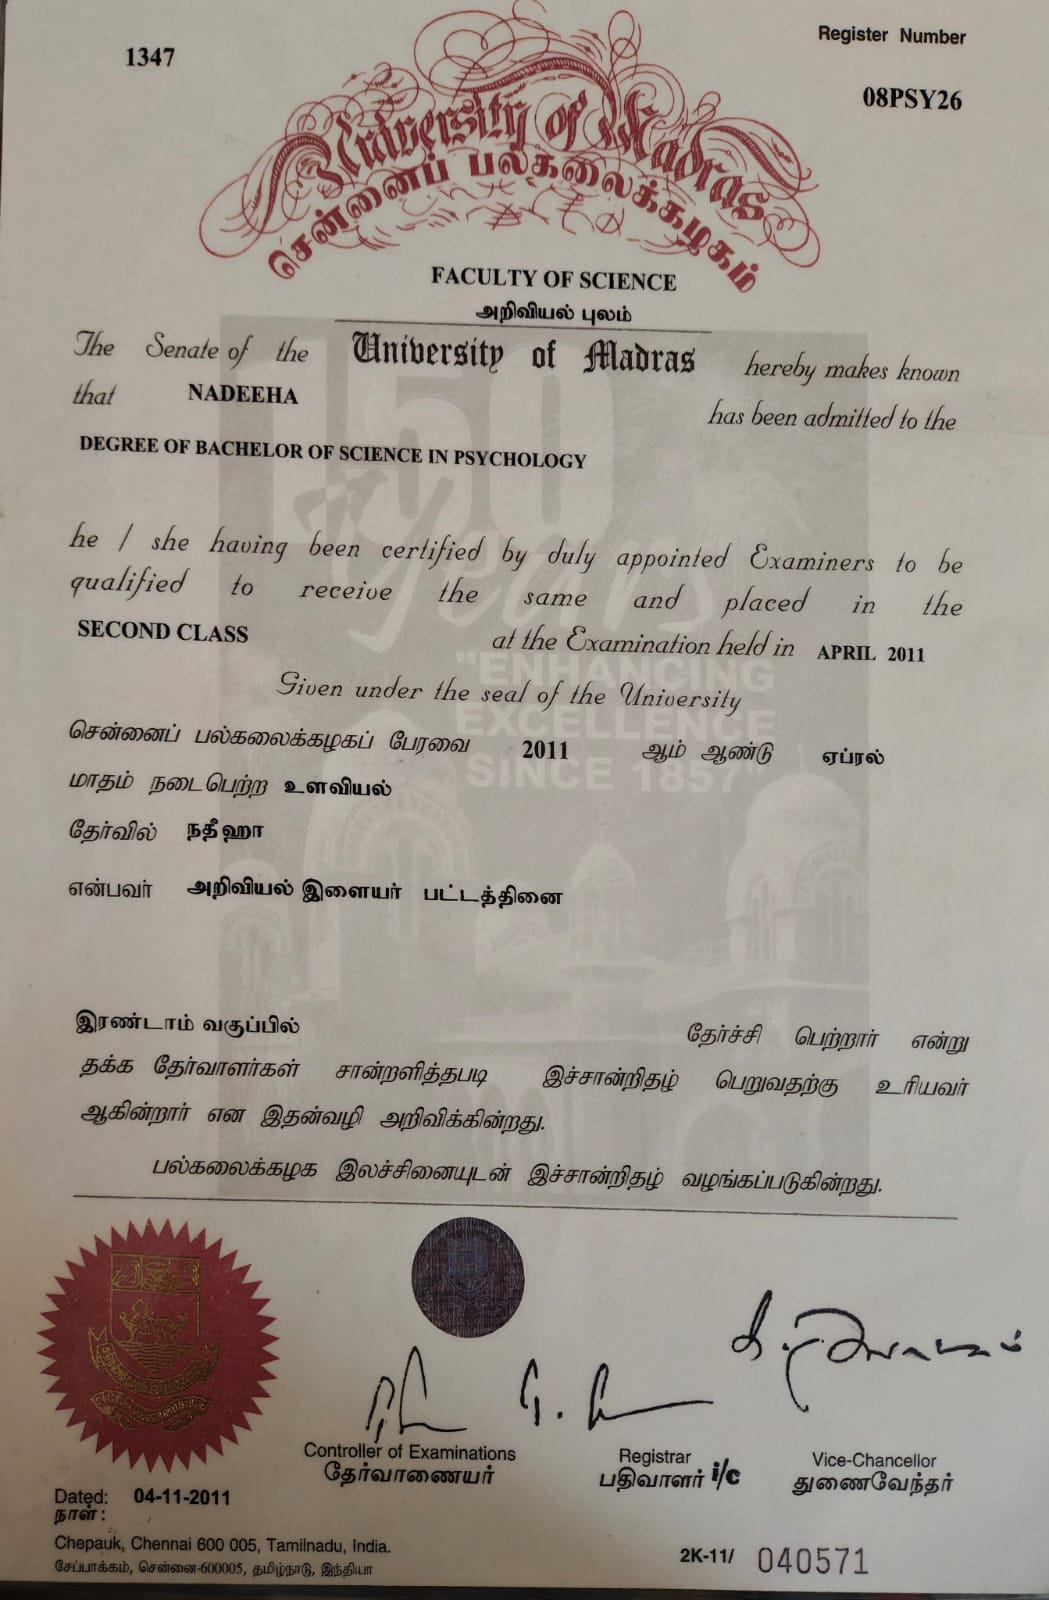 1347
Register Number
08PSY26
University of Madras
சென்னைப் பல்கலைக்கழகம்
FACULTY OF SCIENCE
அறிவியல் புலம்
The Senate of the University of Madras hereby makes known
that NADEEHA has been admitted to the
DEGREE OF BACHELOR OF SCIENCE IN PSYCHOLOGY
he / she having been certified by duly appointed Examiners to be
qualified to receive the same and placed in the
SECOND CLASS at the Examination held in APRIL 2011
Given under the seal of the University
சென்னைப் பல்கலைக்கழகப் பேரவை 2011 ஆம் ஆண்டு ஏப்ரல்
மாதம் நடைபெற்ற உளவியல்
தேர்வில் நதீஹா
என்பவர் அறிவியல் இளையர் பட்டத்தினை
இரண்டாம் வகுப்பில் தேர்ச்சி பெற்றார் என்று
தக்க தேர்வாளர்கள் சான்றளித்தபடி இச்சான்றிதழ் பெறுவதற்கு உரியவர்
ஆகின்றார் என இதன்வழி அறிவிக்கின்றது.
பல்கலைக்கழக இலச்சினையுடன் இச்சான்றிதழ் வழங்கப்படுகின்றது.
150
Years
"ENHANCING
EXCELLENCE
SINCE 1857"
Controller of Examinations
தேர்வாணையர்
Registrar
பதிவாளர் i/c
Vice-Chancellor
துணைவேந்தர்
Dated: 04-11-2011
நாள் :
Chepauk, Chennai 600 005, Tamilnadu, India.
சேப்பாக்கம், சென்னை-600005, தமிழ்நாடு, இந்தியா
2K-11/ 040571